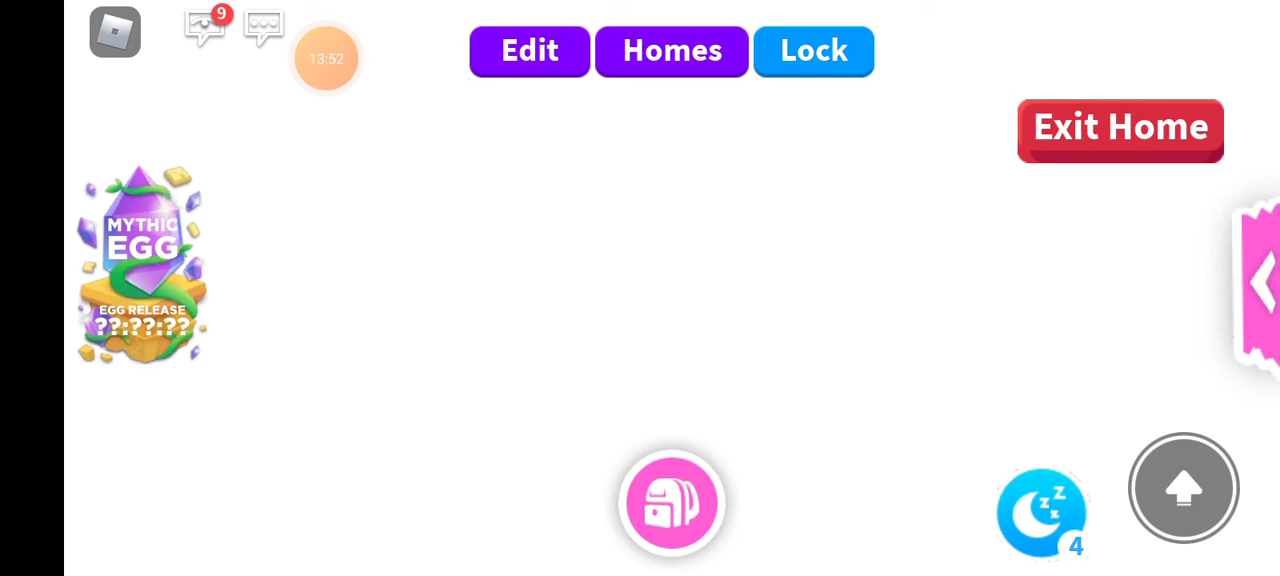 9
13:52
Edit
Homes
Lock
Exit Home
MYTHIC
EGG
EGG RELEASE
??:??:??
z z z
4